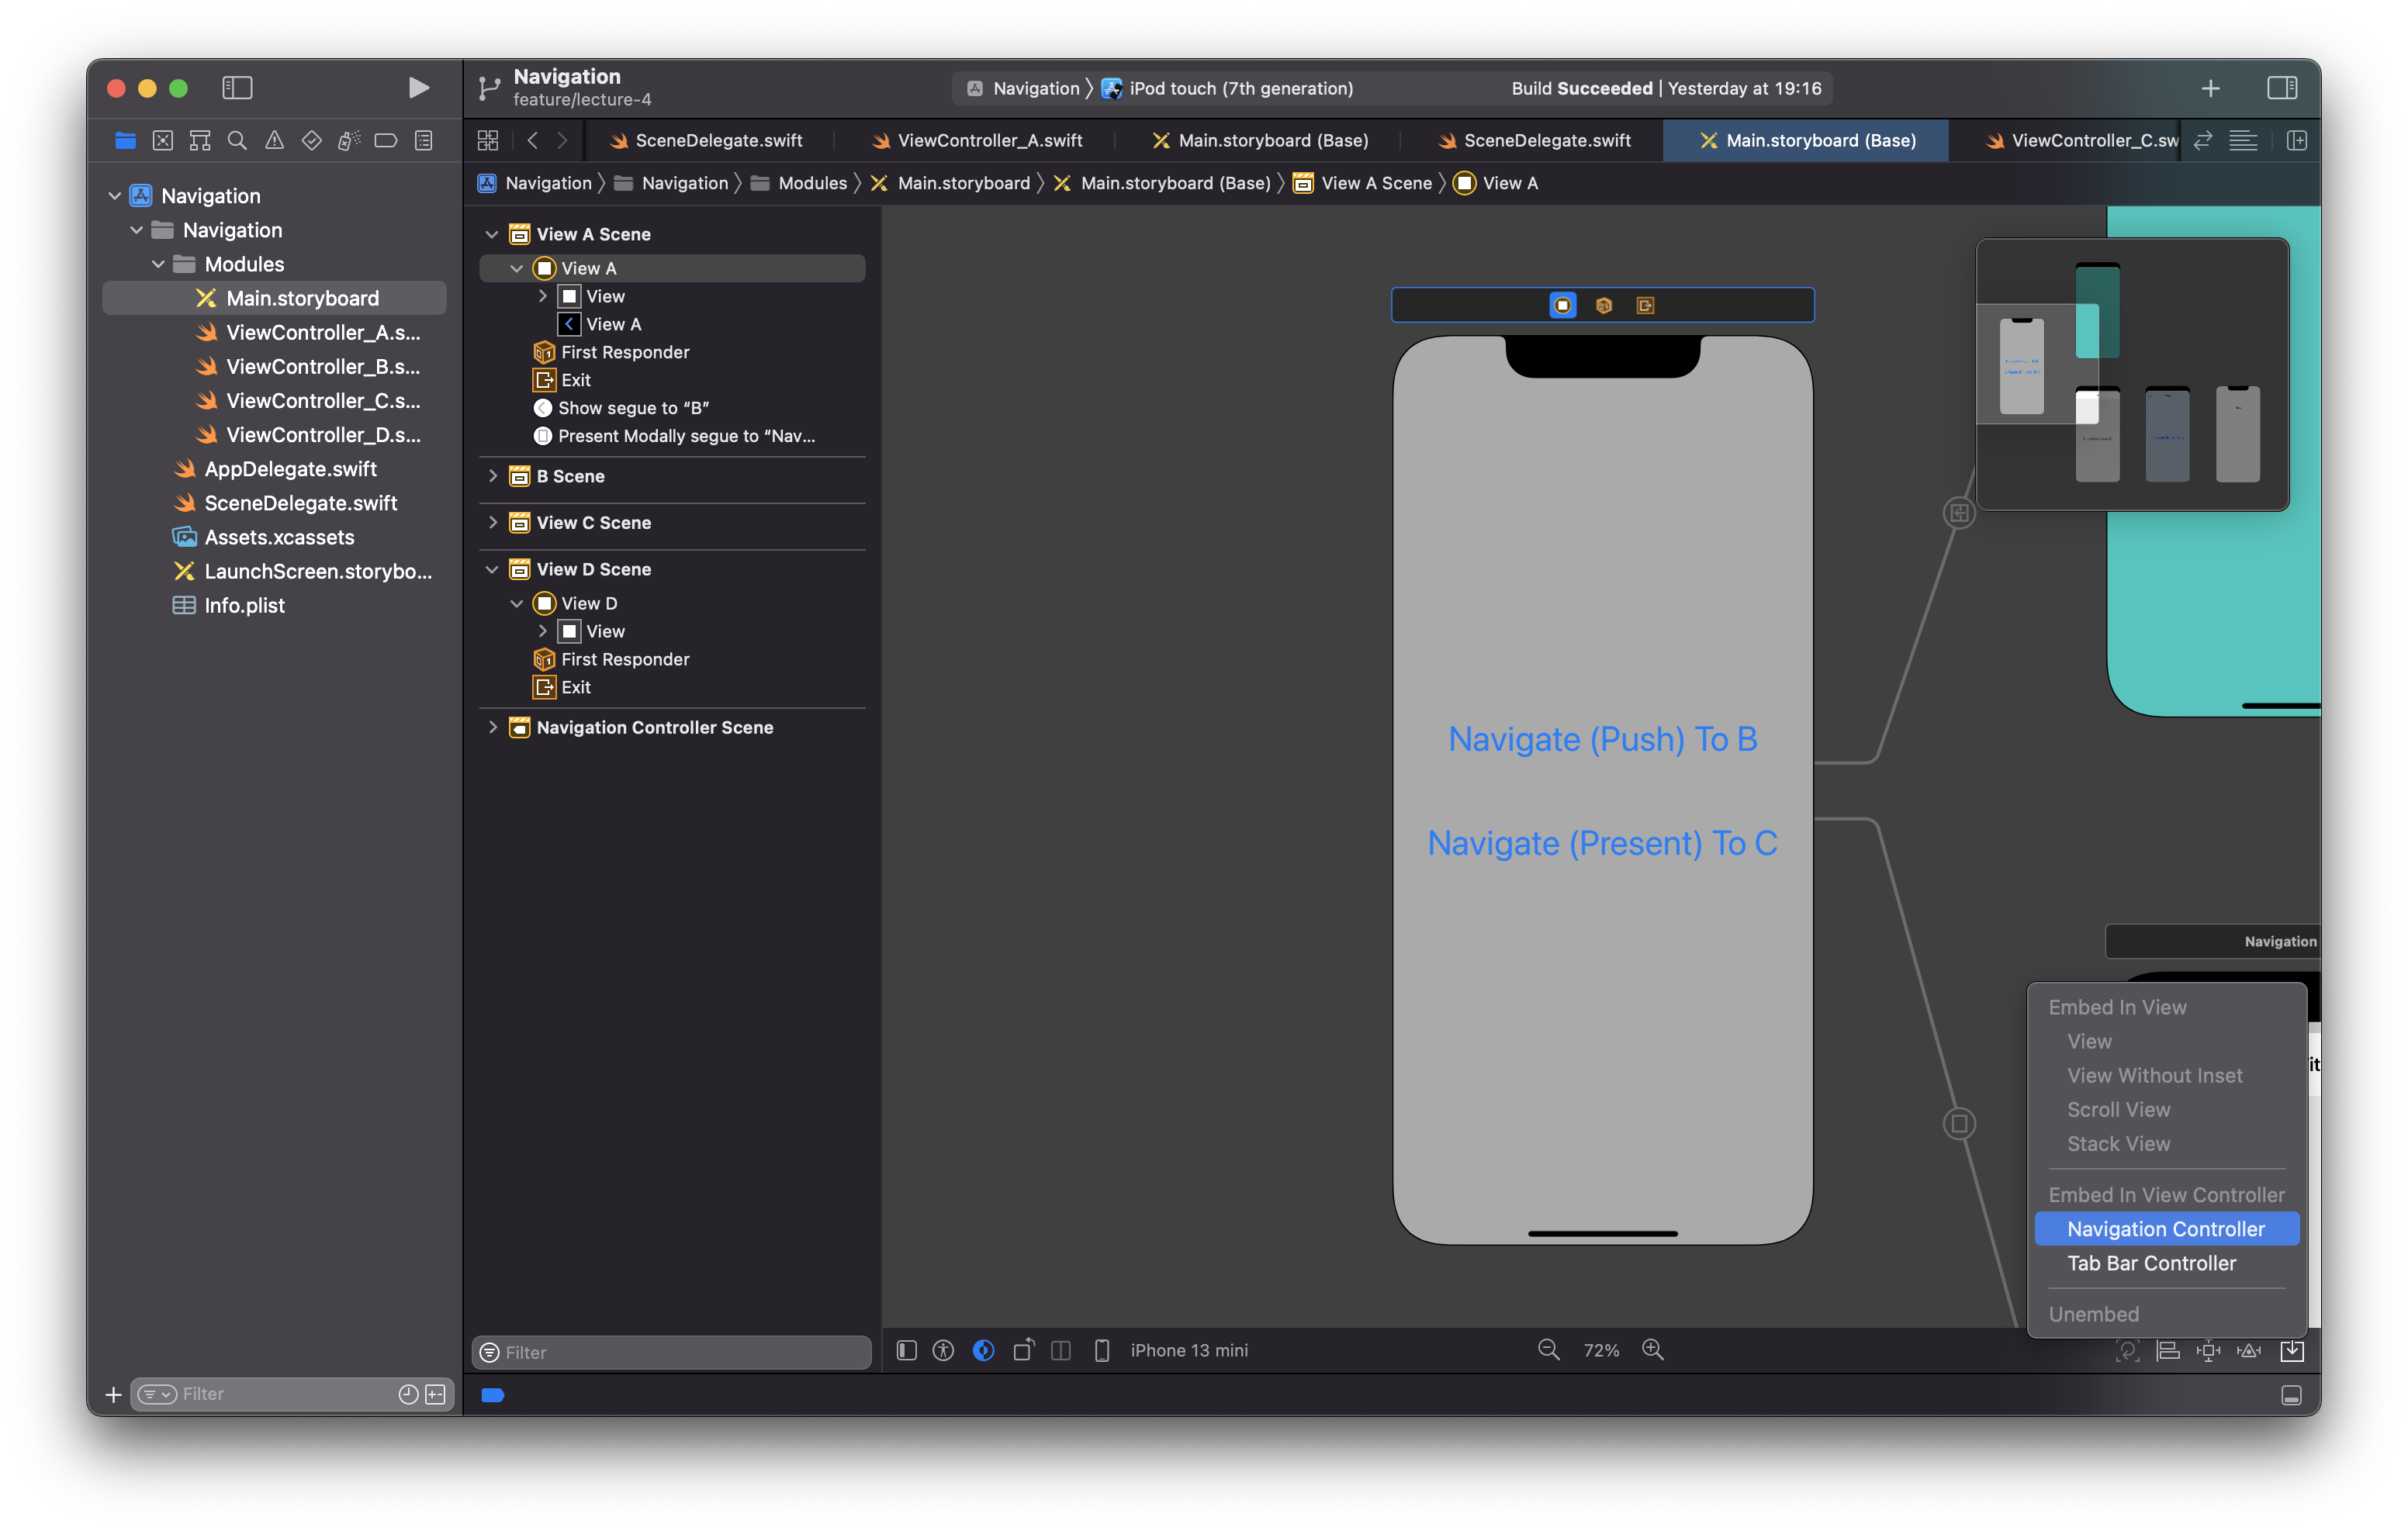 Navigation
feature/lecture-4
Navigation
iPod touch (7th generation)
Build Succeeded | Yesterday at 19:16
SceneDelegate.swift
ViewController_A.swift
Main.storyboard (Base)
SceneDelegate.swift
Main.storyboard (Base)
ViewController_C.sw
Navigation
Navigation
Modules
Main.storyboard
Main.storyboard (Base)
View A Scene
View A
Navigation
Navigation
Modules
Main.storyboard
ViewController_A.s...
ViewController_B.s...
ViewController_C.s...
ViewController_D.s...
AppDelegate.swift
SceneDelegate.swift
Assets.xcassets
LaunchScreen.storybo...
Info.plist
Filter
View A Scene
View A
View
View A
First Responder
Exit
Show segue to “B”
Present Modally segue to “Nav...
B Scene
View C Scene
View D Scene
View D
View
First Responder
Exit
Navigation Controller Scene
Filter
Navigate (Push) To B
Navigate (Present) To C
Navigation
Embed In View
View
View Without Inset
Scroll View
Stack View
Embed In View Controller
Navigation Controller
Tab Bar Controller
Unembed
iPhone 13 mini
72%